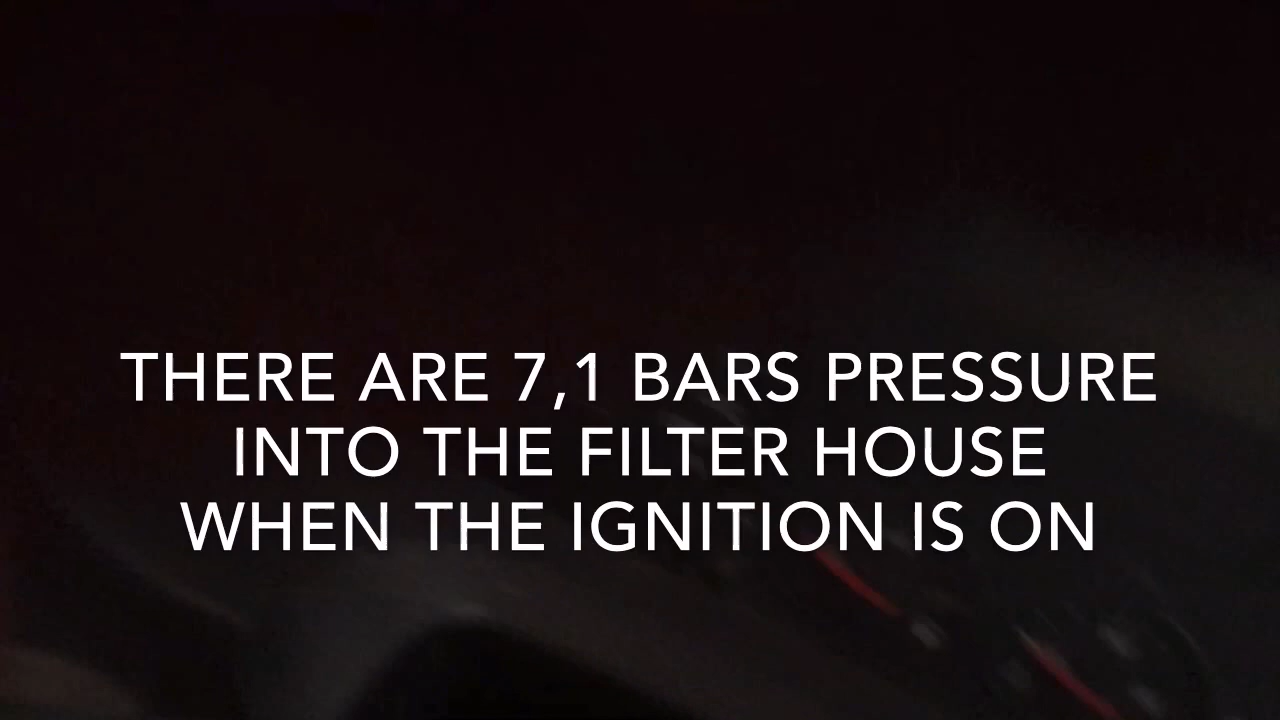 THERE ARE 7,1 BARS PRESSURE
INTO THE FILTER HOUSE
WHEN THE IGNITION IS ON